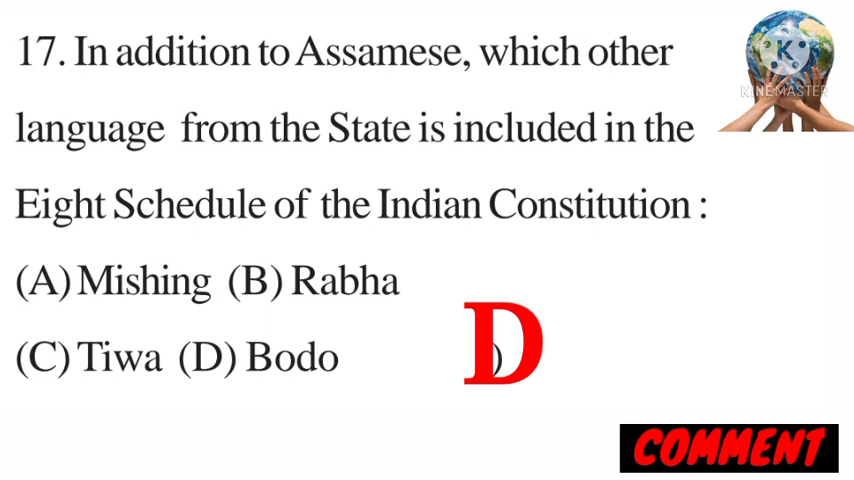 17. In addition to Assamese, which other
K
KINEMASTER
language from the State is included in the
Eight Schedule of the Indian Constitution :
(A) Mishing (B) Rabha
(C) Tiwa (D) Bodo )
D
COMMENT